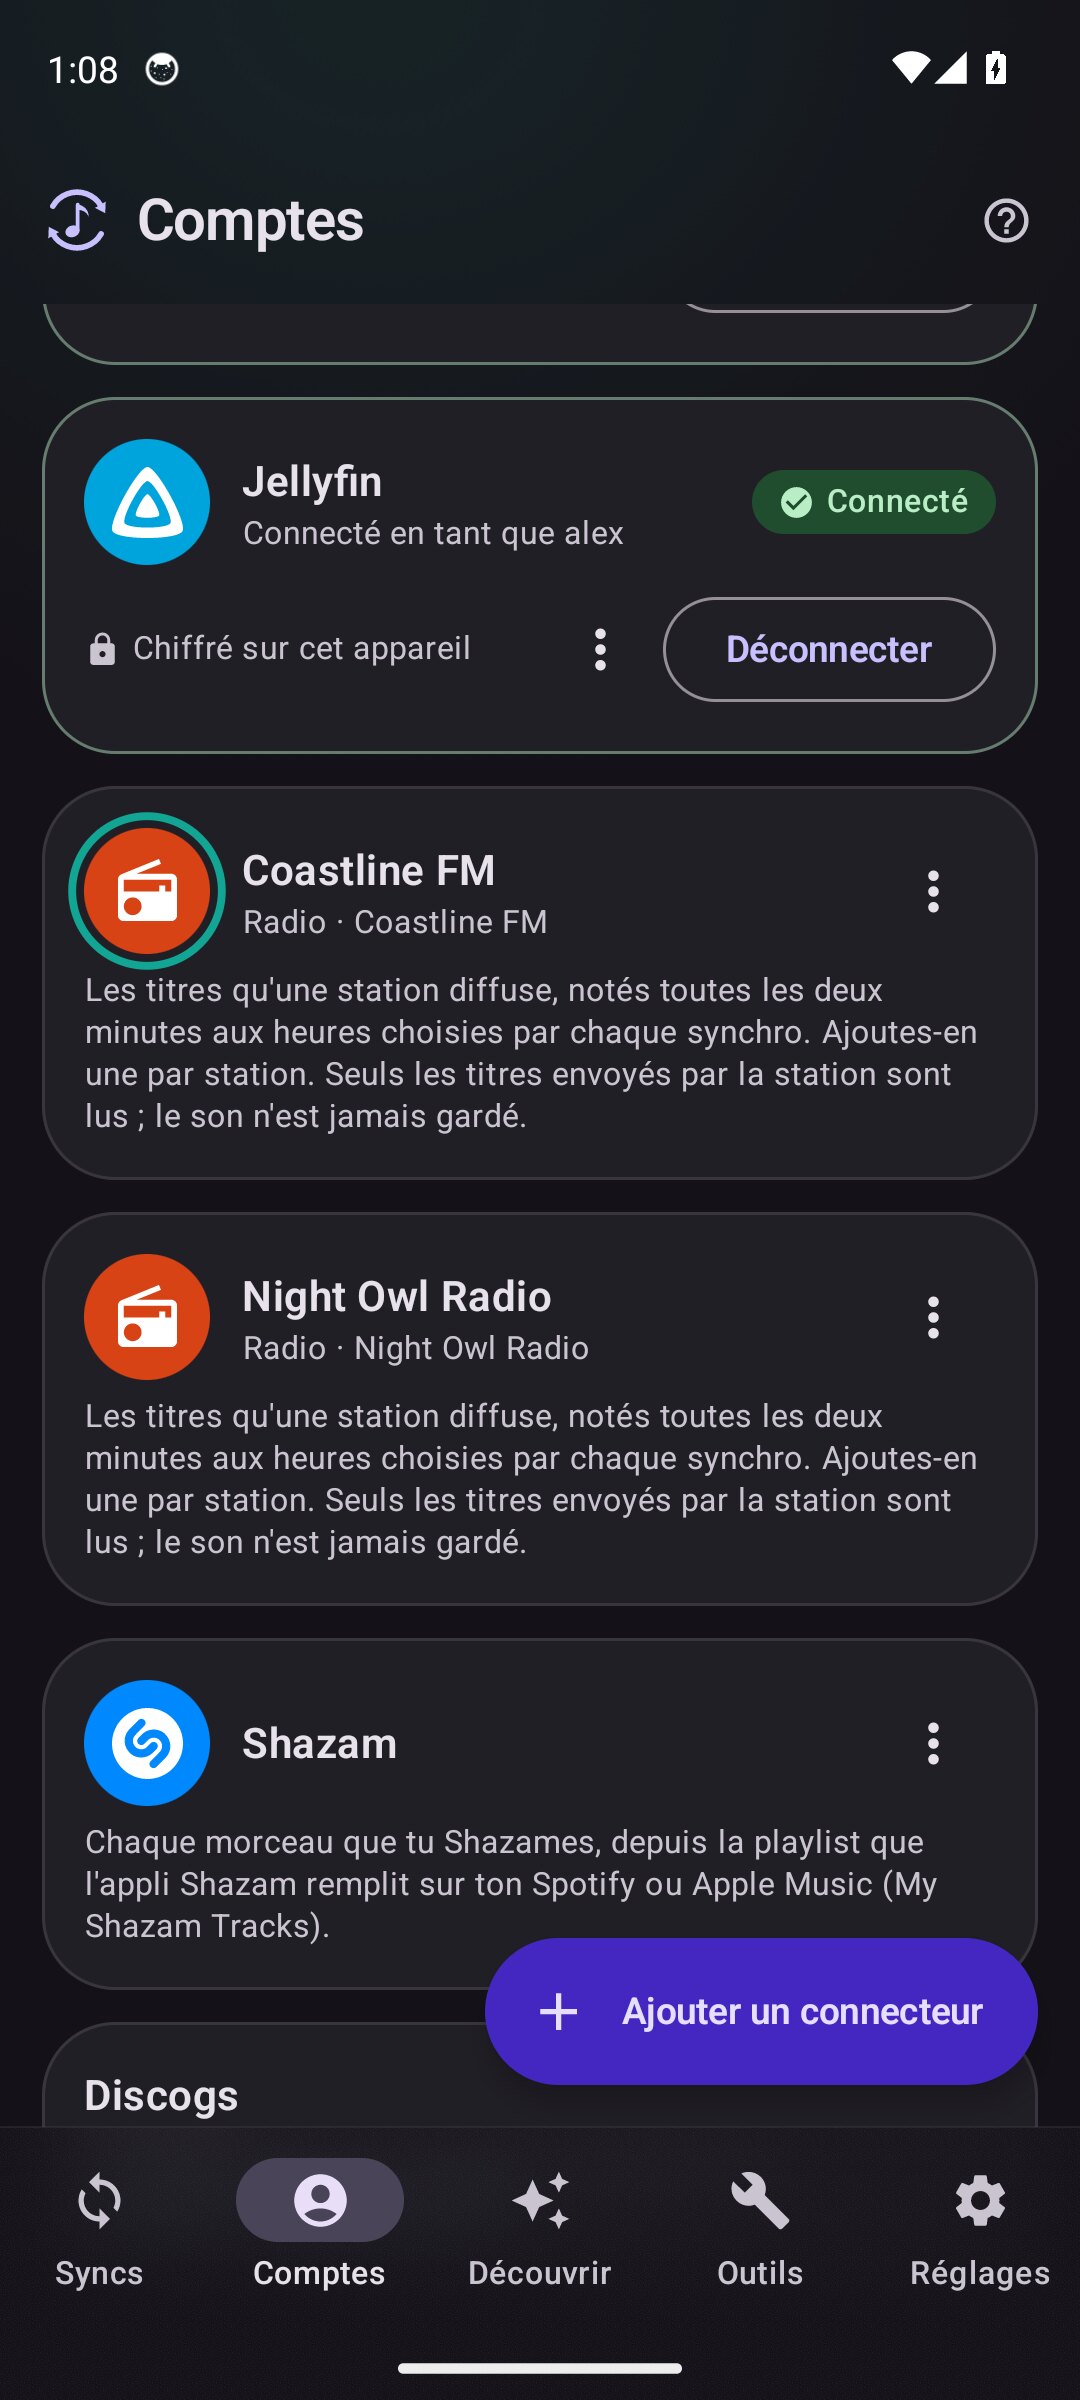 1:08
Comptes
Jellyfin
Connecté en tant que alex
Connecté
Chiffré sur cet appareil
Déconnecter
Coastline FM
Radio · Coastline FM
Les titres qu'une station diffuse, notés toutes les deux
minutes aux heures choisies par chaque synchro. Ajoutes-en
une par station. Seuls les titres envoyés par la station sont
lus ; le son n'est jamais gardé.
Night Owl Radio
Radio · Night Owl Radio
Les titres qu'une station diffuse, notés toutes les deux
minutes aux heures choisies par chaque synchro. Ajoutes-en
une par station. Seuls les titres envoyés par la station sont
lus ; le son n'est jamais gardé.
Shazam
Chaque morceau que tu Shazames, depuis la playlist que
l'appli Shazam remplit sur ton Spotify ou Apple Music (My
Shazam Tracks).
Ajouter un connecteur
Discogs
Syncs
Comptes
Découvrir
Outils
Réglages